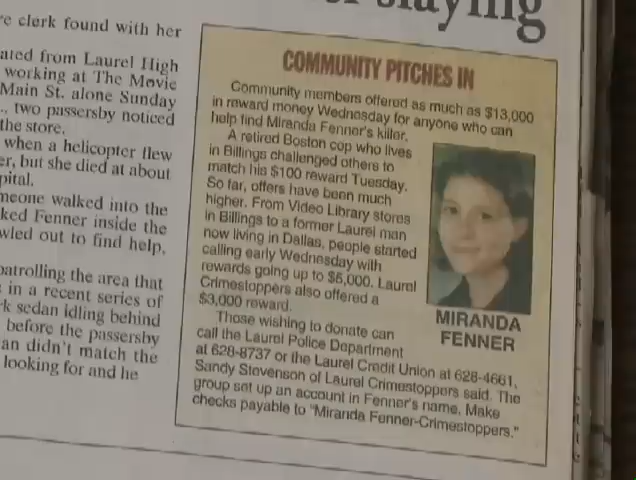 slaying
e clerk found with her
ated from Laurel High
working at The Movie
Main St. alone Sunday
., two passersby noticed
the store.
when a helicopter flew
er, but she died at about
pital.
meone walked into the
ked Fenner inside the
wled out to find help,
patrolling the area that
in a recent series of
k sedan idling behind
before the passersby
an didn't match the
looking for and he
COMMUNITY PITCHES IN
Community members offered as much as $13,000
in reward money Wednesday for anyone who can
help find Miranda Fenner's killer.
A retired Boston cop who lives
in Billings challenged others to
match his $100 reward Tuesday.
So far, offers have been much
higher. From Video Library stores
in Billings to a former Laurel man
now living in Dallas, people started
calling early Wednesday with
rewards going up to $5,000. Laurel
Crimestoppers also offered a
$3,000 reward.
Those wishing to donate can
call the Laurel Police Department
at 628-8737 or the Laurel Credit Union at 628-4661,
Sandy Stevenson of Laurel Crimestoppers said. The
group set up an account in Fenner's name. Make
checks payable to "Miranda Fenner-Crimestoppers."
MIRANDA
FENNER